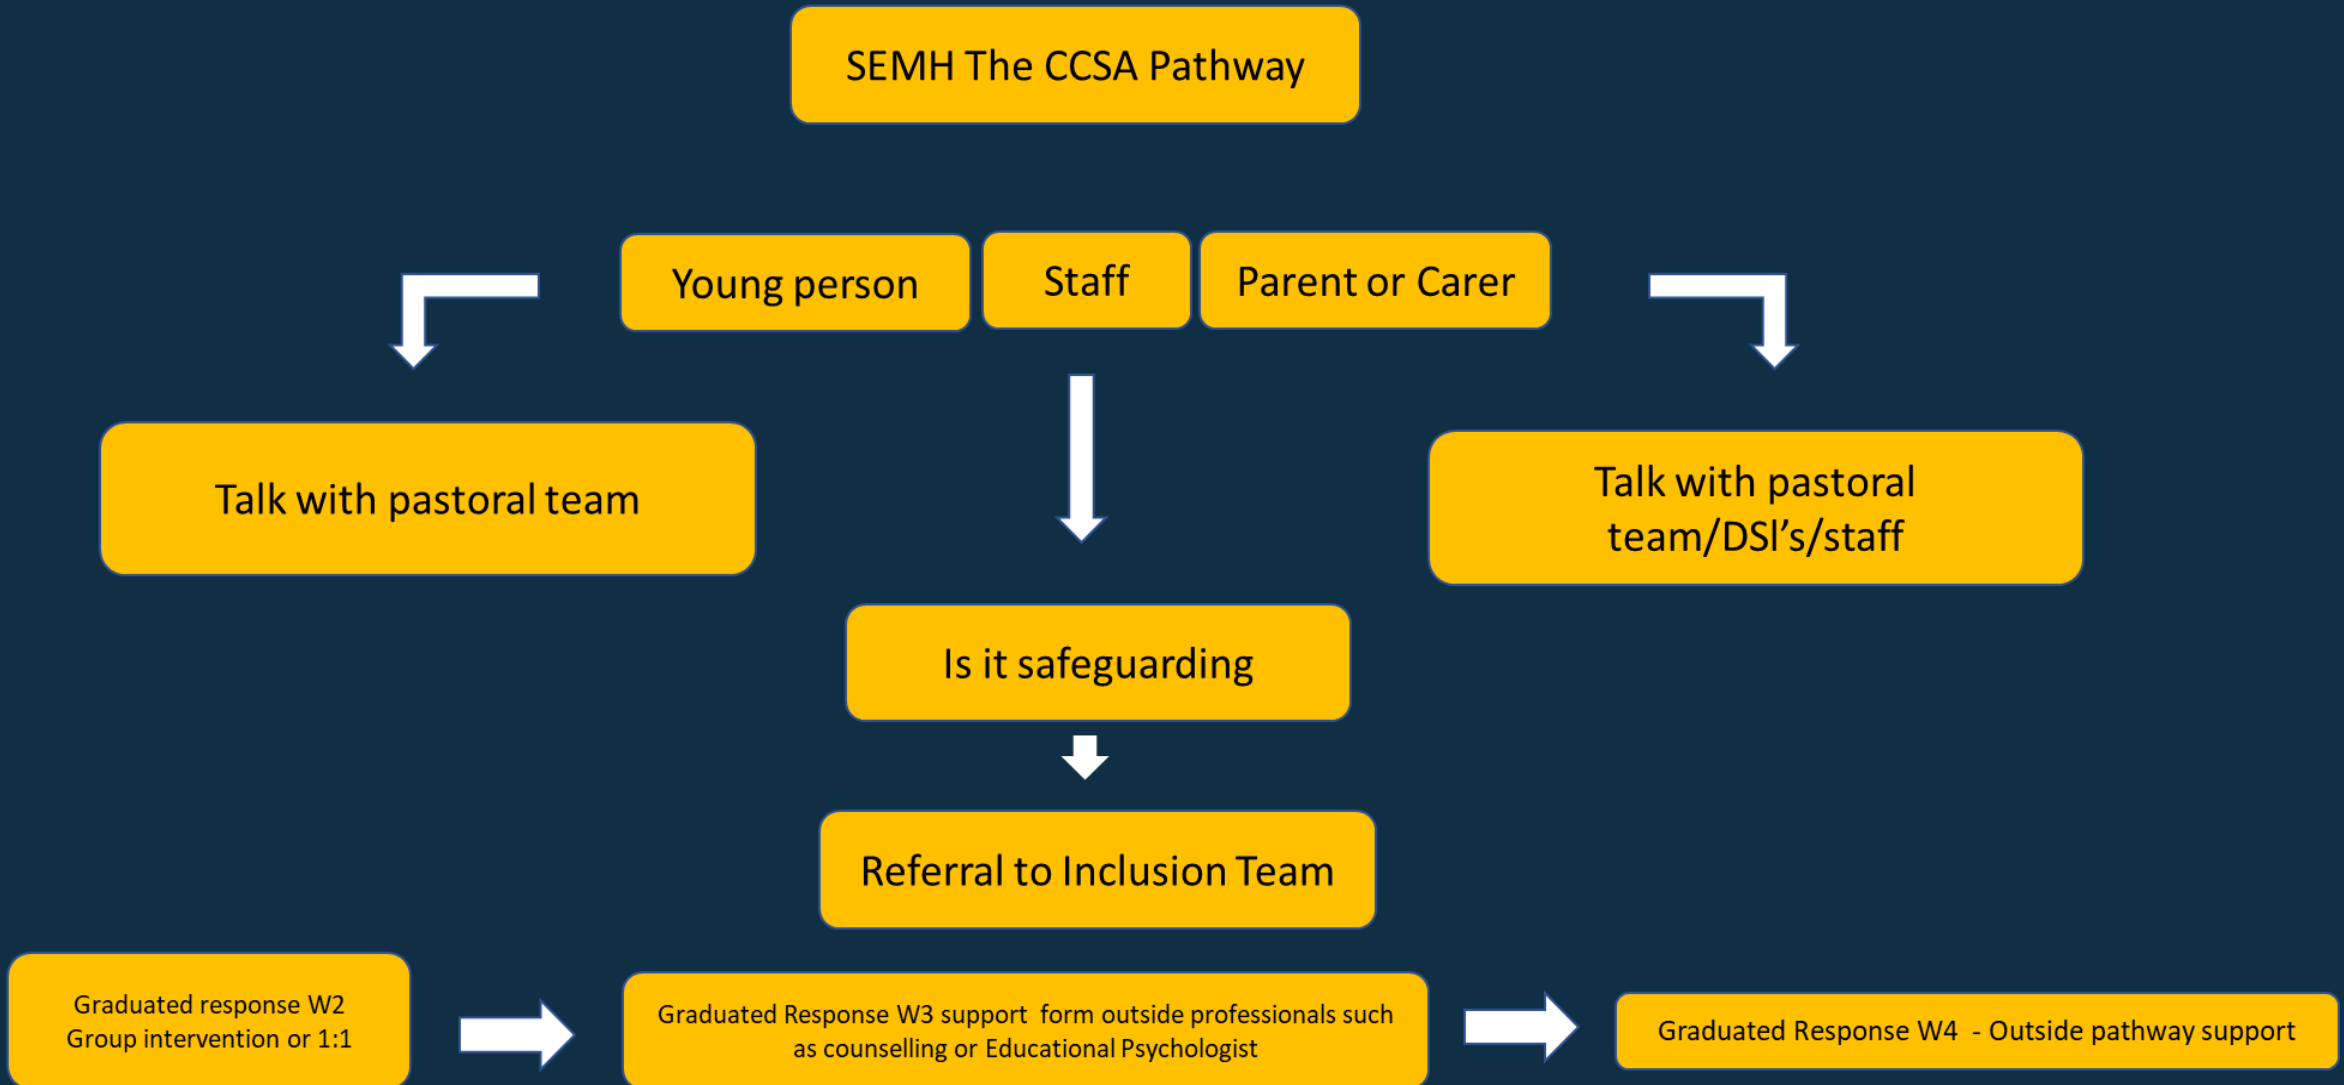 SEMH The CCSA Pathway
Young person
Staff
Parent or Carer
Talk with pastoral team
Talk with pastoral
team/DSl’s/staff
Is it safeguarding
Referral to Inclusion Team
Graduated response W2
Group intervention or 1:1
Graduated Response W3 support  form outside professionals such
as counselling or Educational Psychologist
Graduated Response W4  - Outside pathway support